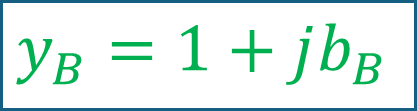 y_B = 1 + jb_B